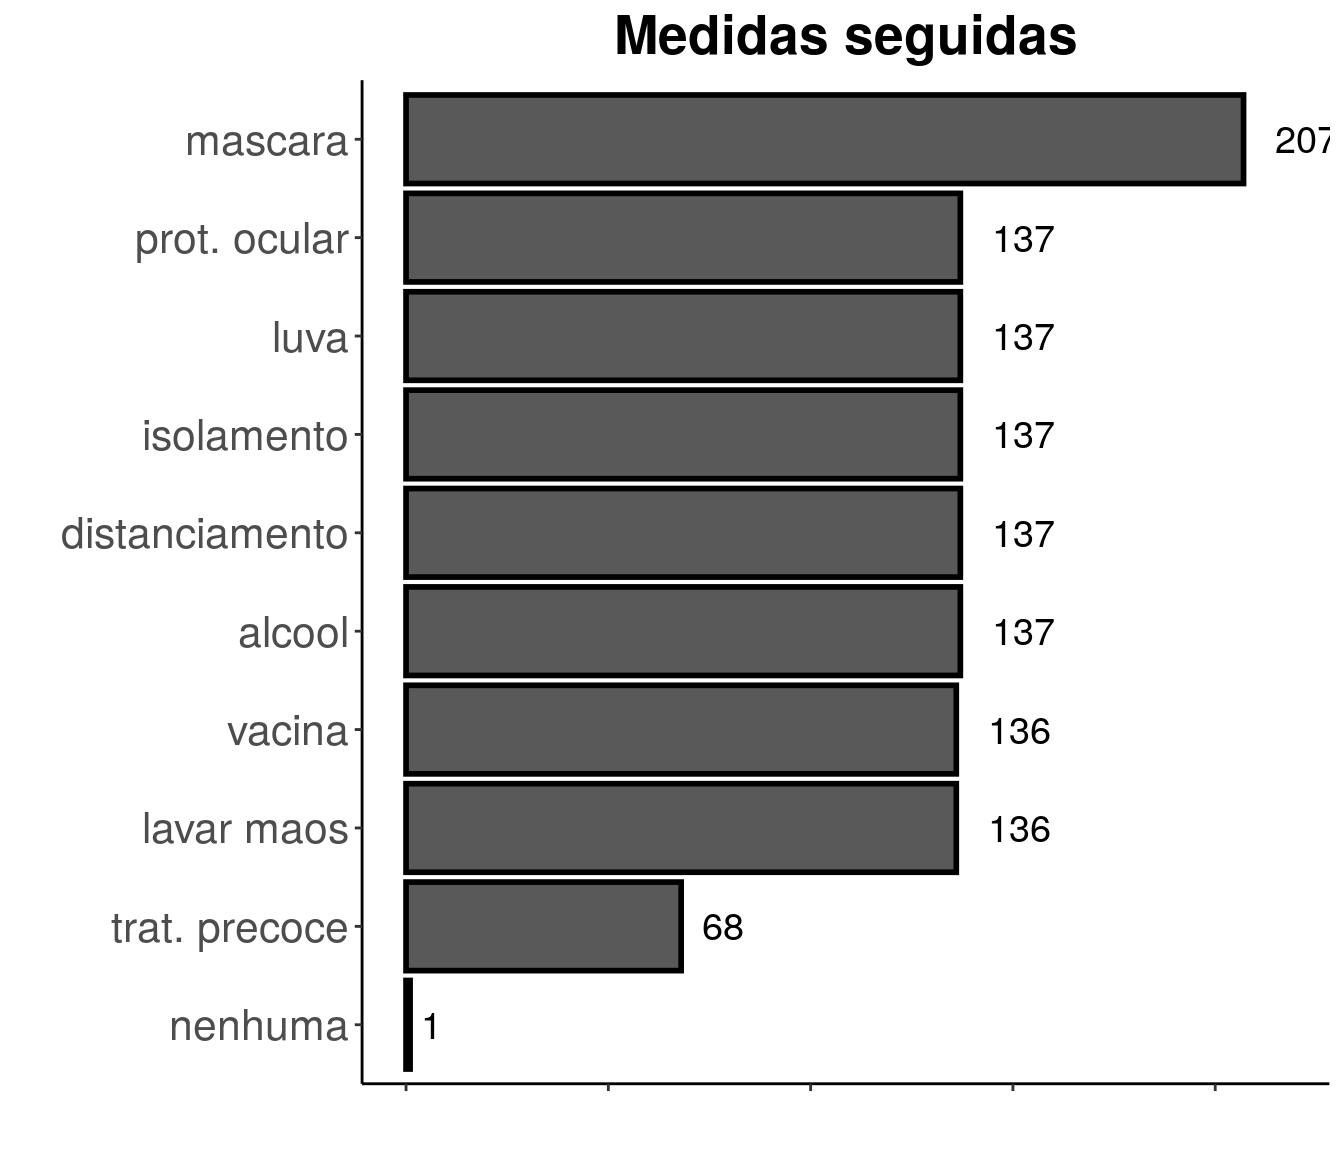 Medidas seguidas
mascara 207
prot. ocular 137
luva 137
isolamento 137
distanciamento 137
alcool 137
vacina 136
lavar maos 136
trat. precoce 68
nenhuma 1